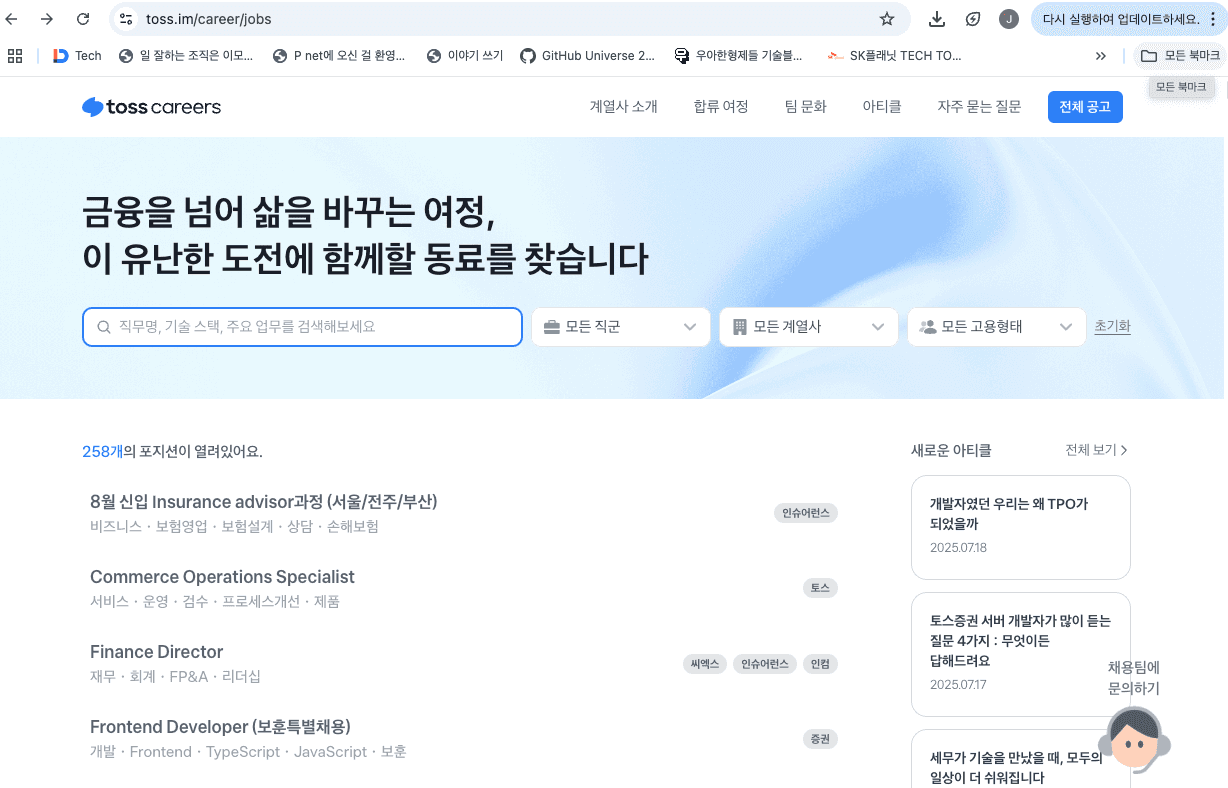 toss.im/career/jobs
J
다시 실행하여 업데이트하세요.
Tech
일 잘하는 조직은 이모...
P net에 오신 걸 환영...
이야기 쓰기
GitHub Universe 2...
우아한형제들 기술블...
SK플래닛 TECH TO...
모든 북마크
모든 북마크
toss careers
계열사 소개
합류 여정
팀 문화
아티클
자주 묻는 질문
전체 공고
금융을 넘어 삶을 바꾸는 여정,
이 유난한 도전에 함께할 동료를 찾습니다
직무명, 기술 스택, 주요 업무를 검색해보세요
모든 직군
모든 계열사
모든 고용형태
초기화
258개의 포지션이 열려있어요.
8월 신입 Insurance advisor과정 (서울/전주/부산)
비즈니스 · 보험영업 · 보험설계 · 상담 · 손해보험
인슈어런스
Commerce Operations Specialist
서비스 · 운영 · 검수 · 프로세스개선 · 제품
토스
Finance Director
재무 · 회계 · FP&A · 리더십
씨엑스
인슈어런스
인컴
Frontend Developer (보훈특별채용)
개발 · Frontend · TypeScript · JavaScript · 보훈
증권
새로운 아티클
전체 보기
개발자였던 우리는 왜 TPO가
되었을까
2025.07.18
토스증권 서버 개발자가 많이 듣는
질문 4가지 : 무엇이든
답해드려요
2025.07.17
세무가 기술을 만났을 때, 모두의
일상이 더 쉬워집니다
채용팀에
문의하기